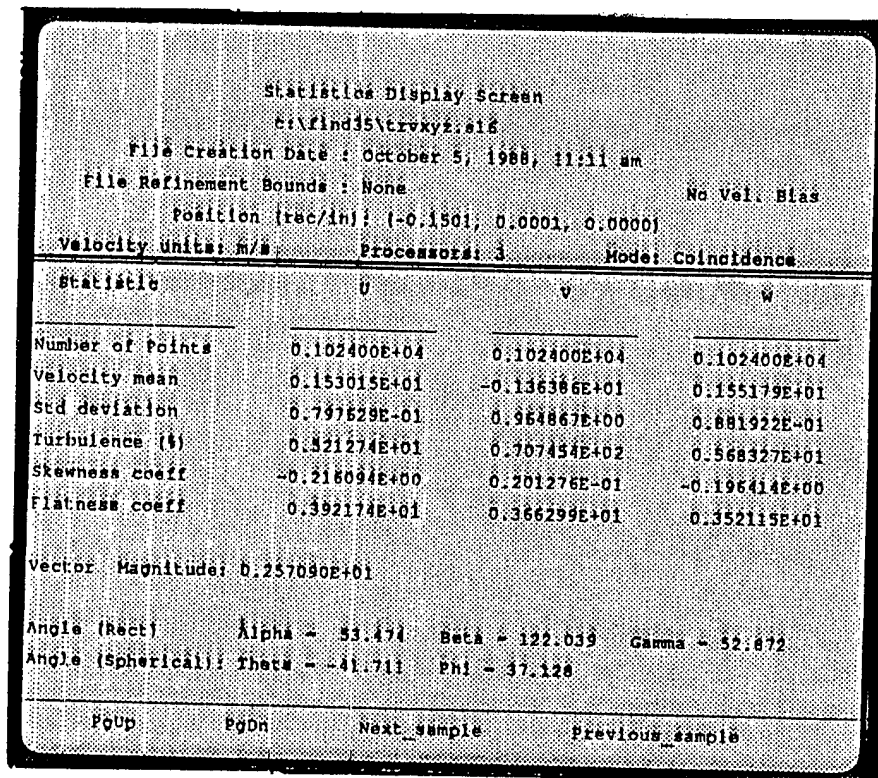 Statistics Display Screen
c:\find35\trvxyz.s16
File Creation Date : October 5, 1988, 11:11 am
File Refinement Bounds : None No Vel. Bias
Position (rec/in): (-0.1501, 0.0001, 0.0000)
Velocity units: m/s Processors: 3 Mode: Coincidence
Statistic U V W
Number of Points 0.102400E+04 0.102400E+04 0.102400E+04
Velocity mean 0.153015E+01 -0.136386E+01 0.155179E+01
Std deviation 0.797629E-01 0.964867E+00 0.881922E-01
Turbulence (%) 0.521274E+01 0.707454E+02 0.568327E+01
Skewness coeff -0.216094E+00 0.201276E-01 -0.196414E+00
Flatness coeff 0.392174E+01 0.366299E+01 0.352115E+01
Vector Magnitude: 0.257090E+01
Angle (Rect) Alpha = 53.474 Beta = 122.039 Gamma = 52.872
Angle (Spherical): Theta = -41.711 Phi = 37.128
PgUp PgDn Next_sample Previous_sample